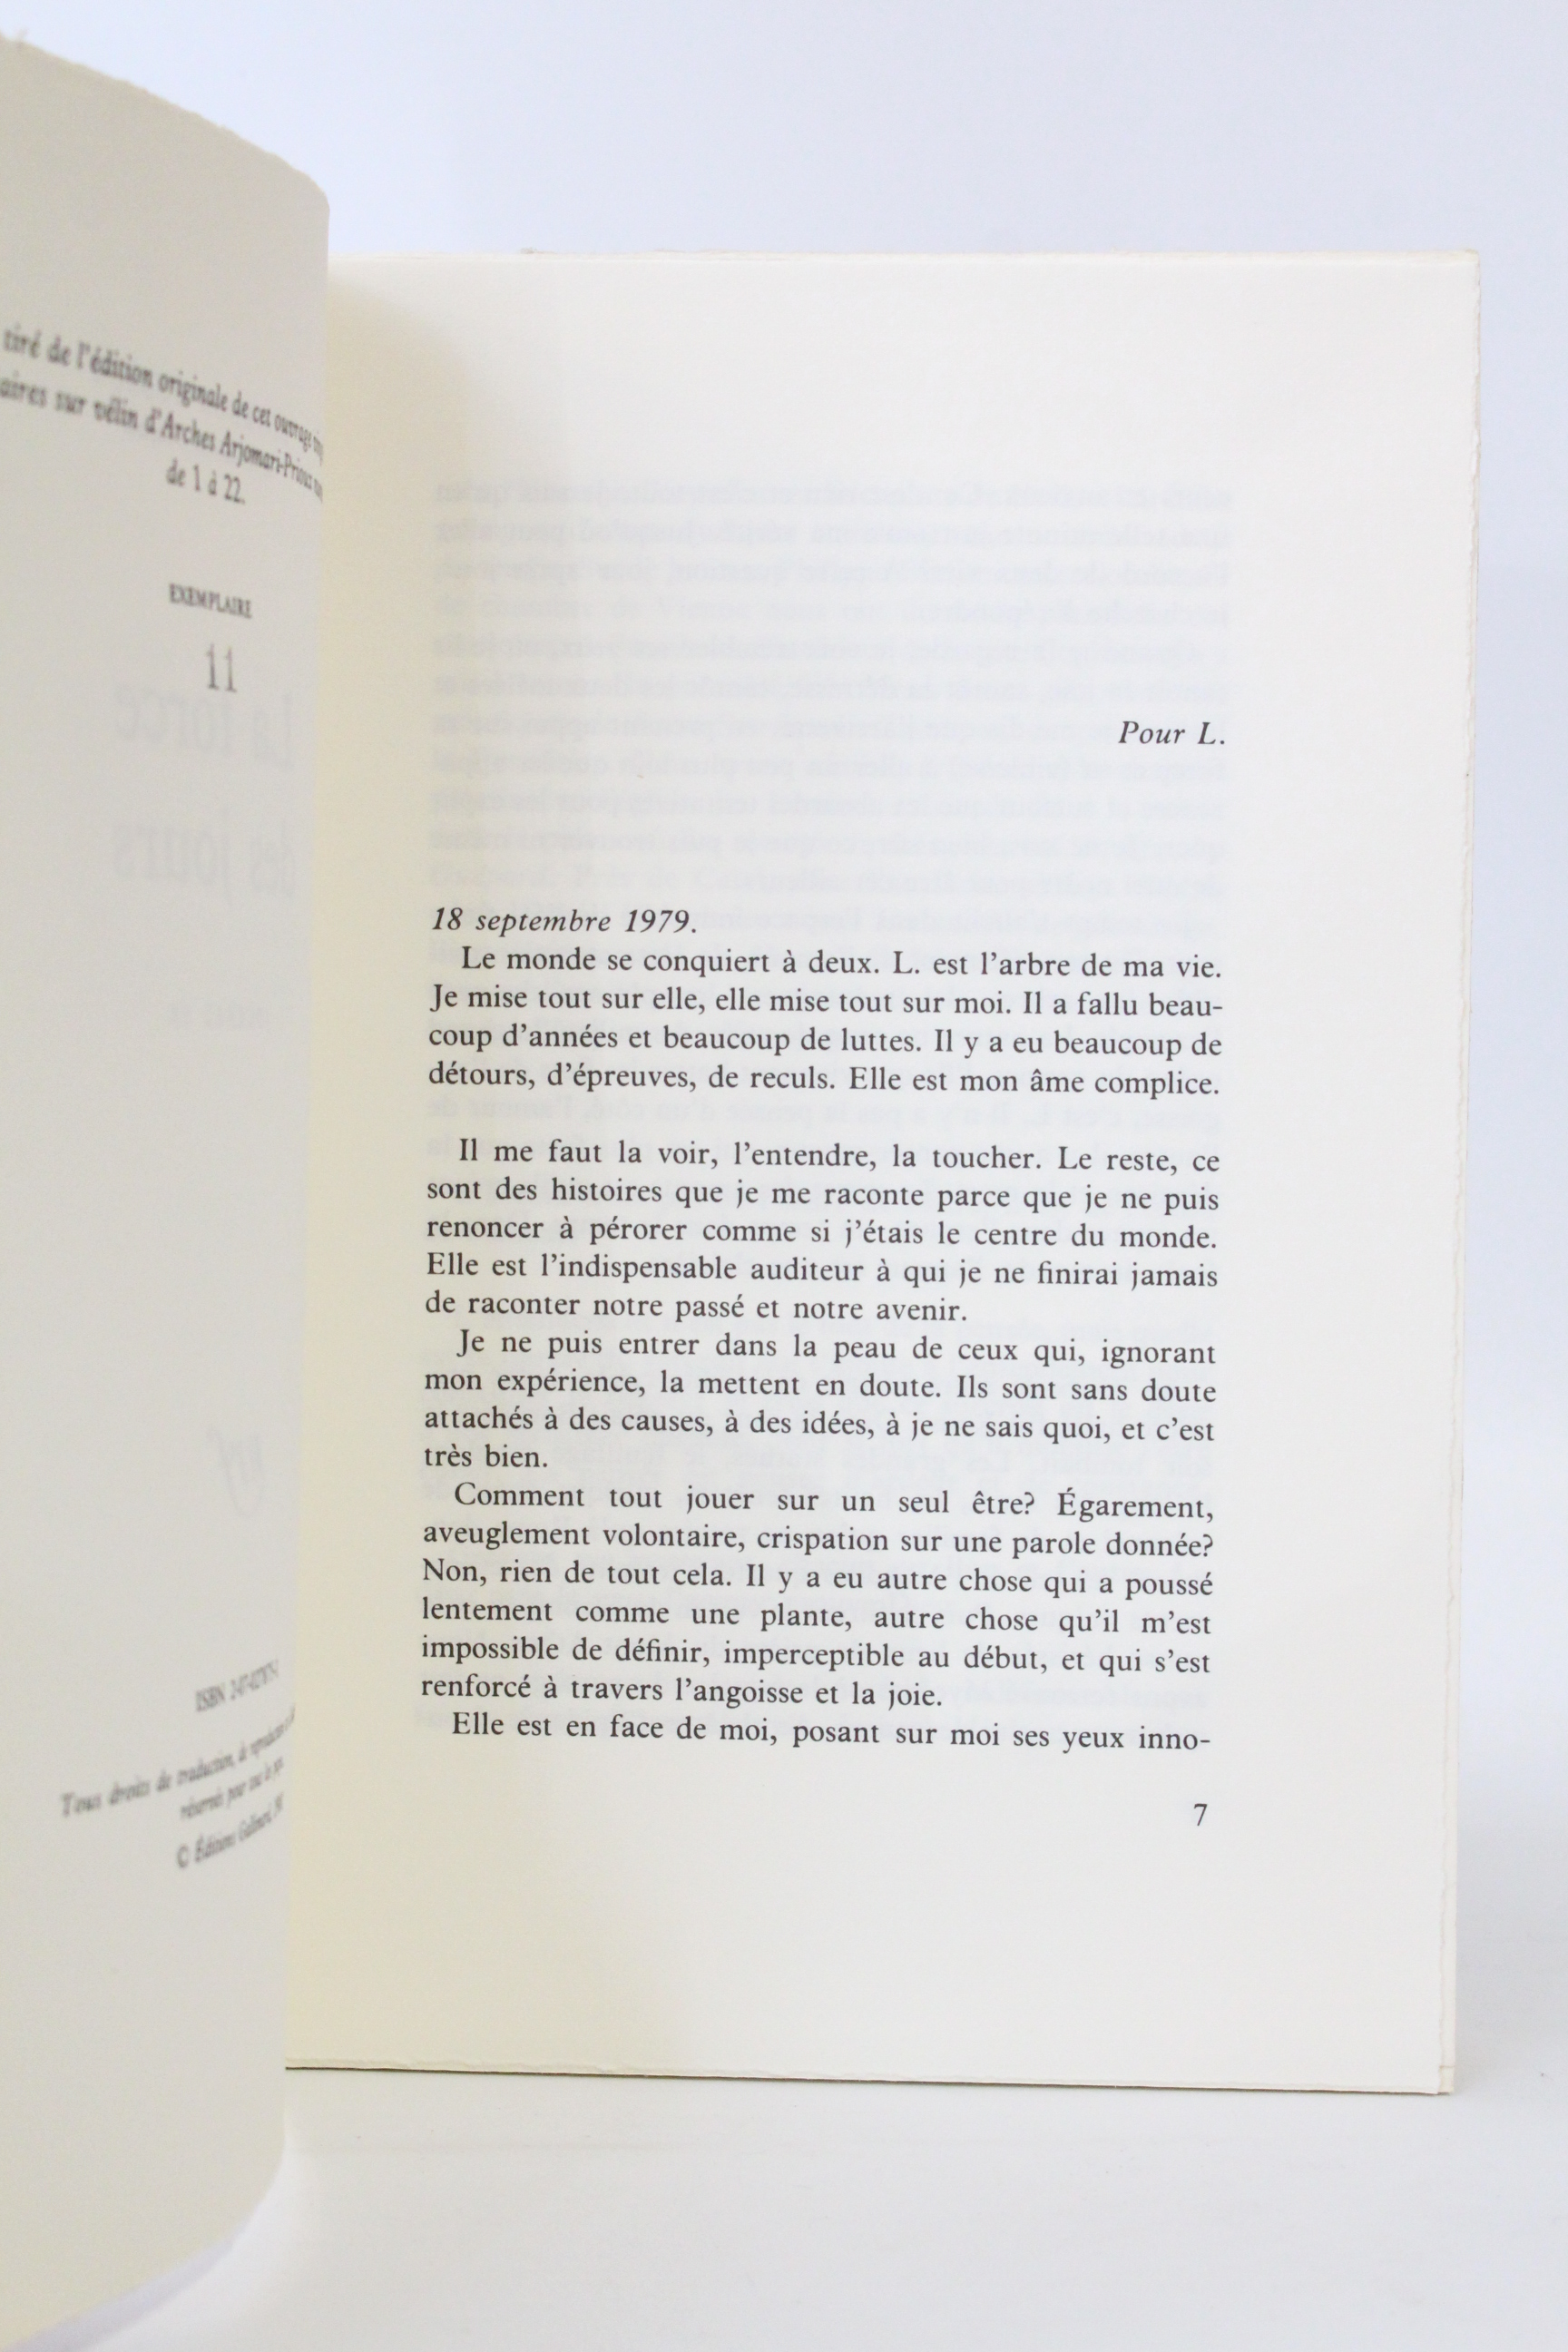 tiré de l'édition originale de cet ouvrage
aires sur vélin d'Arches Arjomari-Prioux
de 1 à 22.
EXEMPLAIRE
11
ISBN
Tous droits de traduction, de reproduction
réservés pour
© Éditions Gallimard,
Pour L.
18 septembre 1979.
Le monde se conquiert à deux. L. est l'arbre de ma vie.
Je mise tout sur elle, elle mise tout sur moi. Il a fallu beau-
coup d'années et beaucoup de luttes. Il y a eu beaucoup de
détours, d'épreuves, de reculs. Elle est mon âme complice.
Il me faut la voir, l'entendre, la toucher. Le reste, ce
sont des histoires que je me raconte parce que je ne puis
renoncer à pérorer comme si j'étais le centre du monde.
Elle est l'indispensable auditeur à qui je ne finirai jamais
de raconter notre passé et notre avenir.
Je ne puis entrer dans la peau de ceux qui, ignorant
mon expérience, la mettent en doute. Ils sont sans doute
attachés à des causes, à des idées, à je ne sais quoi, et c'est
très bien.
Comment tout jouer sur un seul être? Égarement,
aveuglement volontaire, crispation sur une parole donnée?
Non, rien de tout cela. Il y a eu autre chose qui a poussé
lentement comme une plante, autre chose qu'il m'est
impossible de définir, imperceptible au début, et qui s'est
renforcé à travers l'angoisse et la joie.
Elle est en face de moi, posant sur moi ses yeux inno-
7